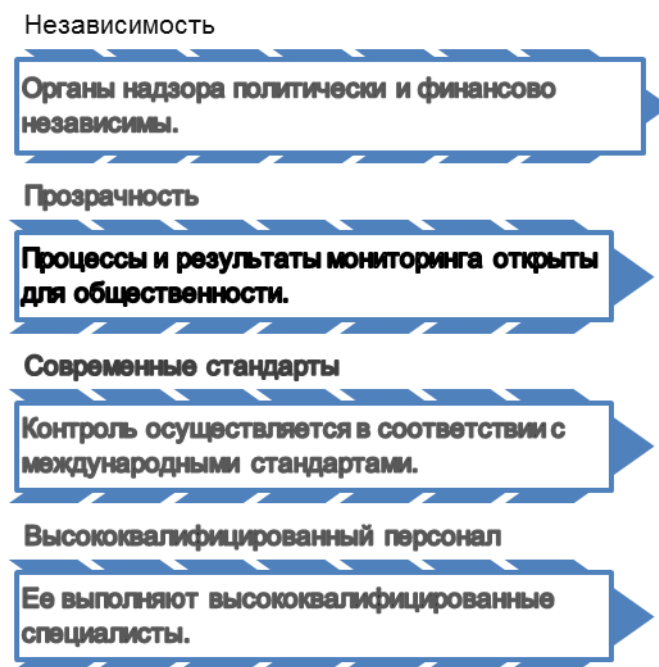 Независимость
Органы надзора политически и финансово
независимы.
Прозрачность
Процессы и результаты мониторинга открыты
для общественности.
Современные стандарты
Контроль осуществляется в соответствии с
международными стандартами.
Высококвалифицированный персонал
Ее выполняют высококвалифицированные
специалисты.